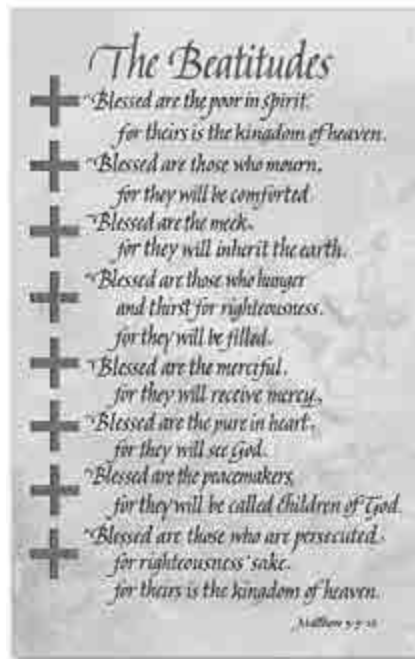 The Beatitudes
Blessed are the poor in spirit,
for theirs is the kingdom of heaven.
Blessed are those who mourn,
for they will be comforted.
Blessed are the meek,
for they will inherit the earth.
Blessed are those who hunger
and thirst for righteousness,
for they will be filled.
Blessed are the merciful,
for they will receive mercy.
Blessed are the pure in heart,
for they will see God.
Blessed are the peacemakers,
for they will be called children of God.
Blessed are those who are persecuted
for righteousness' sake,
for theirs is the kingdom of heaven.
Matthew